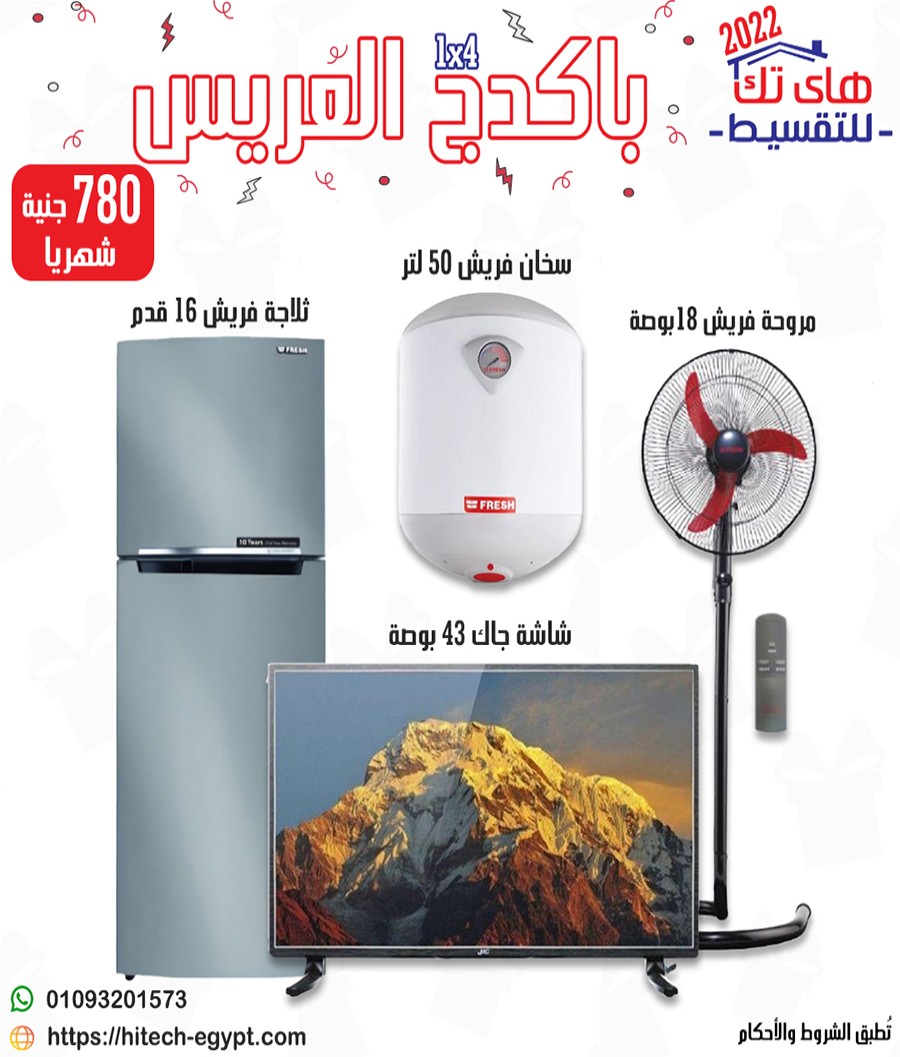 2022
هاى تك
-للتقسيط-
باكدج العريس
1x4
780 جنية
شهريا
سخان فريش 50 لتر
ثلاجة فريش 16 قدم
مروحة فريش 18بوصة
FRESH
10 Years
FRESH
شاشة جاك 43 بوصة
JAC
01093201573
https://hitech-egypt.com
تُطبق الشروط والأحكام